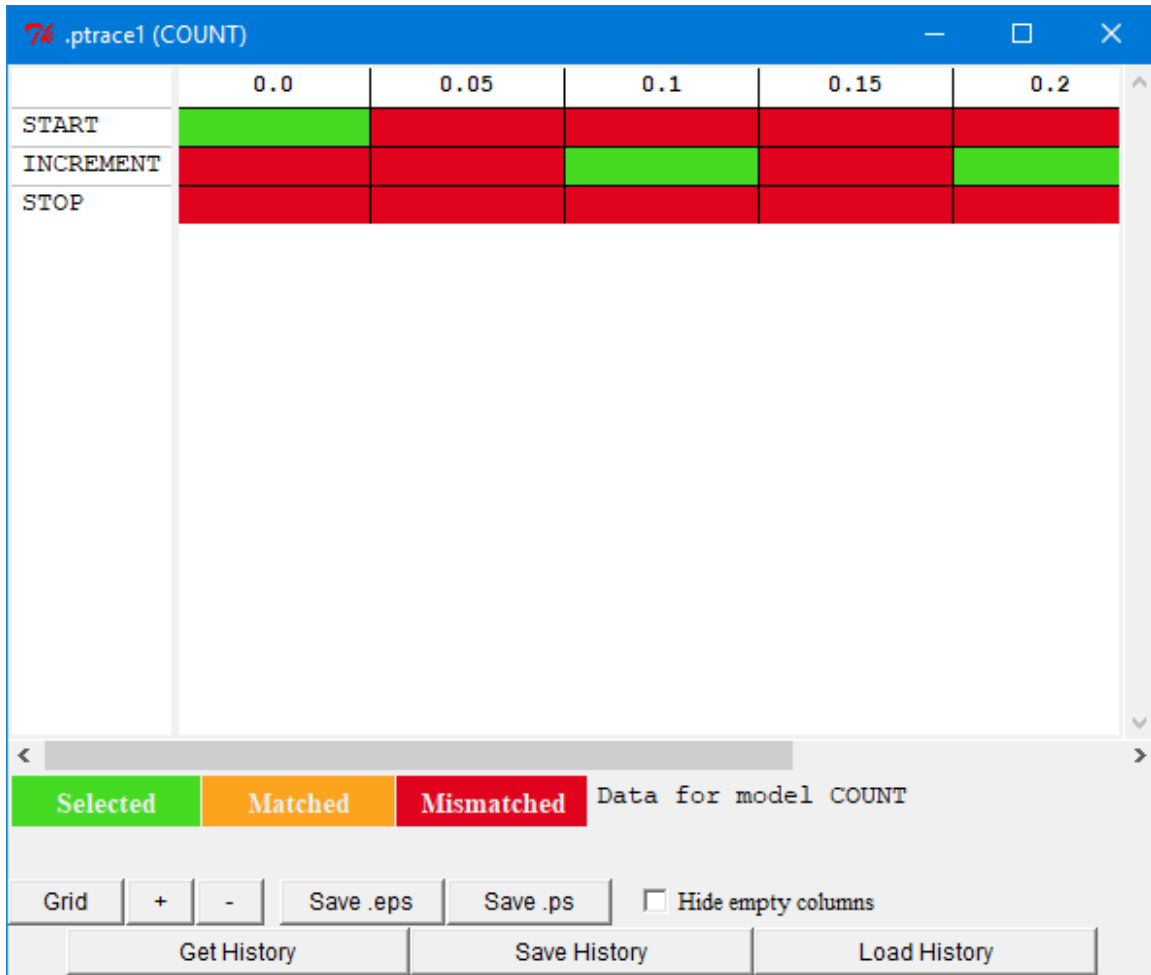 .ptrace1 (COUNT)
0.0 0.05 0.1 0.15 0.2
START
INCREMENT
STOP
Selected Matched Mismatched Data for model COUNT
Grid + - Save .eps Save .ps Hide empty columns
Get History Save History Load History